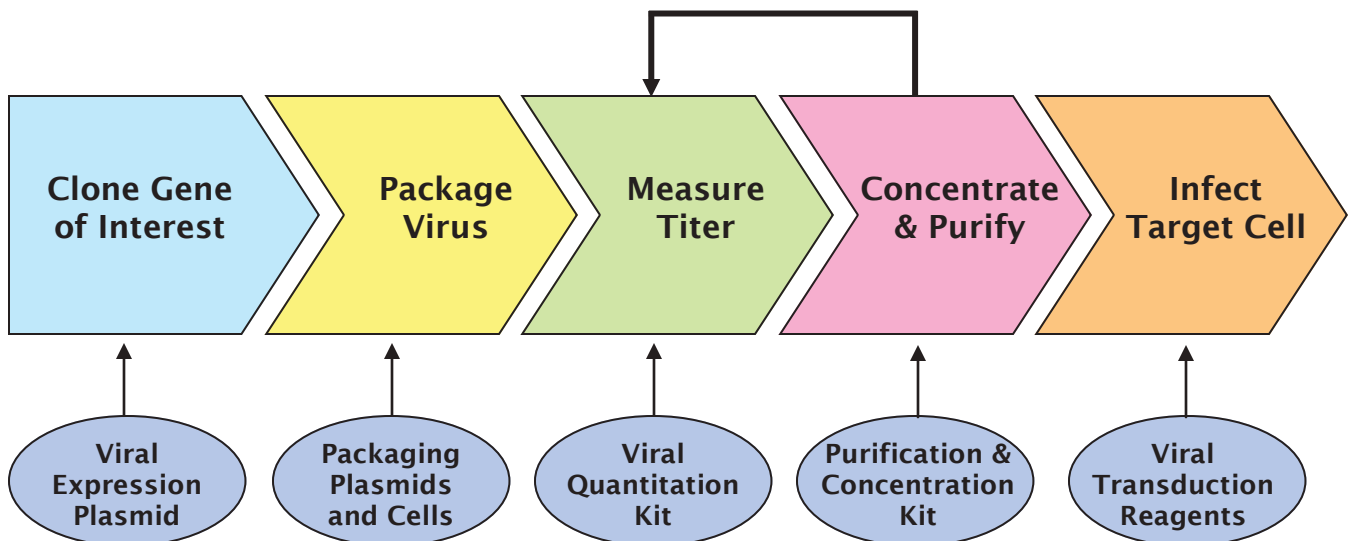 Clone Gene
of Interest
Package
Virus
Measure
Titer
Concentrate
& Purify
Infect
Target Cell
Viral
Expression
Plasmid
Packaging
Plasmids
and Cells
Viral
Quantitation
Kit
Purification &
Concentration
Kit
Viral
Transduction
Reagents